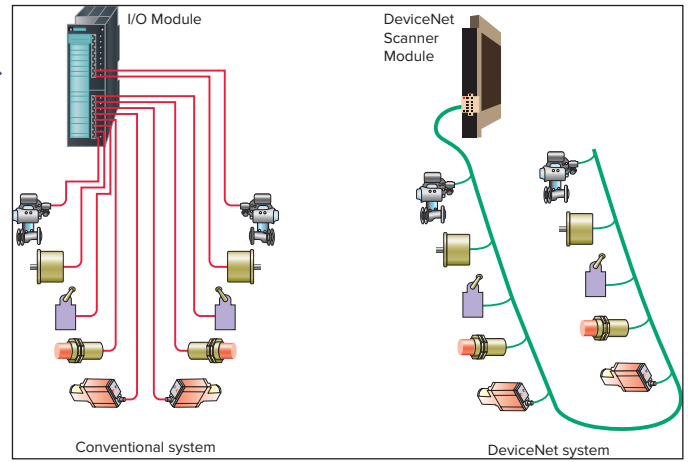 I/O Module
DeviceNet
Scanner
Module
Conventional system
DeviceNet system